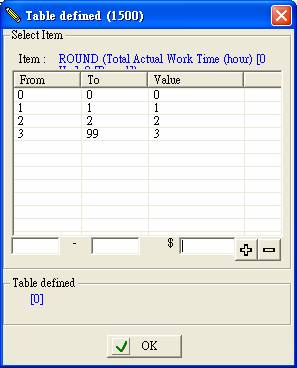 Table defined (1500)
Select Item
Item : ROUND (Total Actual Work Time (hour) [0
From To Value
0 0 0
1 1 1
2 2 2
3 99 3
- $
Table defined
[0]
OK